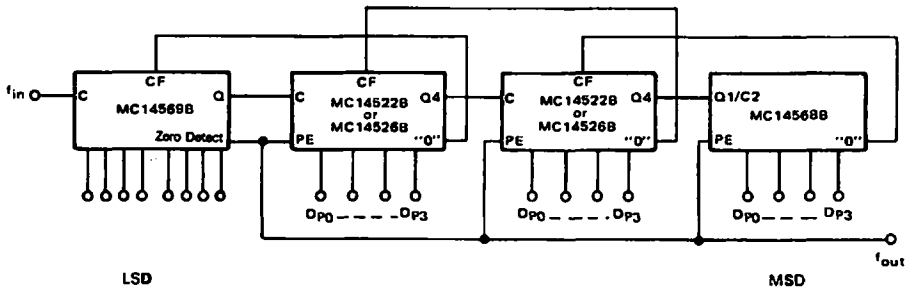 CF
CF
CF
fin
C
MC14569B
Q
Zero Detect
C
MC14522B
or
MC14526B
Q4
PE
"0"
C
MC14522B
or
MC14526B
Q4
PE
"0"
Q1/C2
MC14568B
PE
"0"
DP0 ---- DP3
DP0 ---- DP3
DP0 ---- DP3
fout
LSD
MSD